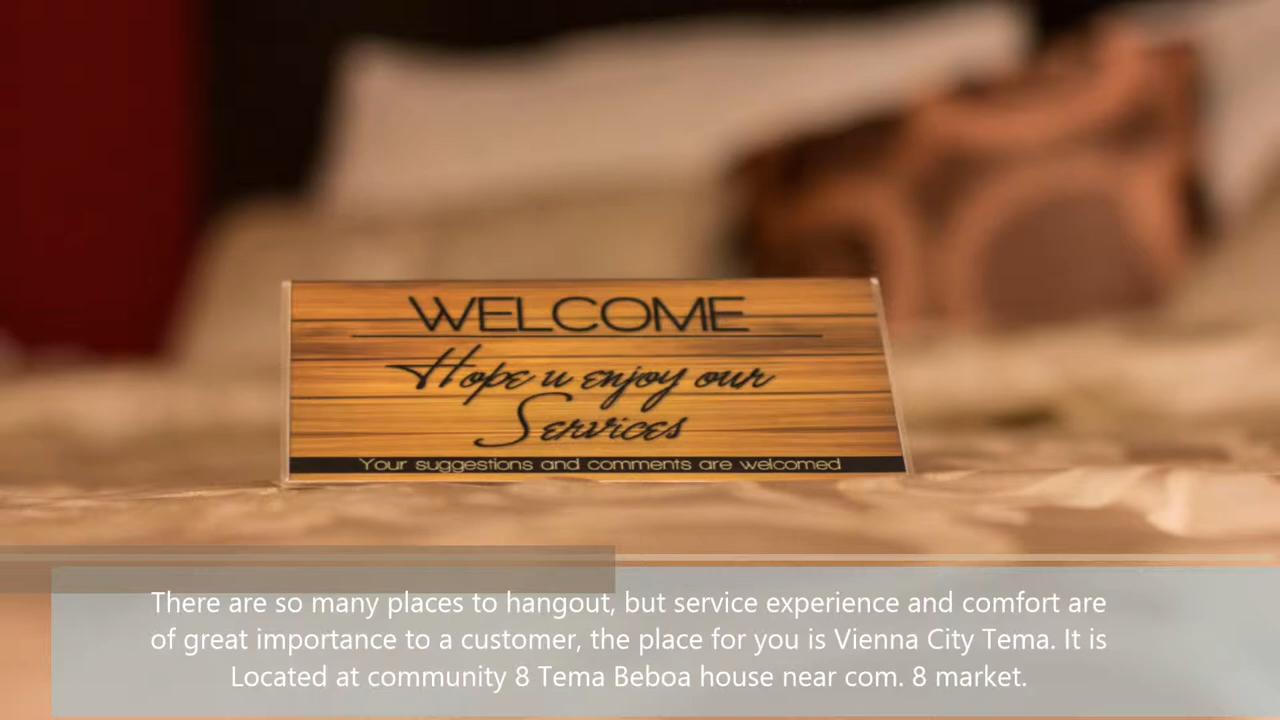 WELCOME
Hope u enjoy our
Services
Your suggestions and comments are welcomed
There are so many places to hangout, but service experience and comfort are
of great importance to a customer, the place for you is Vienna City Tema. It is
Located at community 8 Tema Beboa house near com. 8 market.